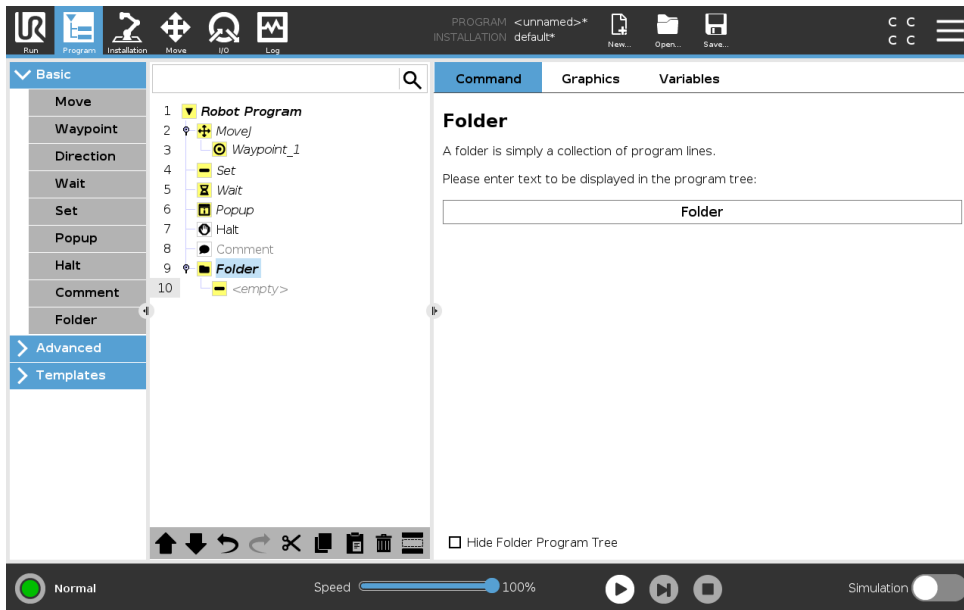 UR
Run
Program
Installation
Move
I/O
Log
PROGRAM <unnamed>*
INSTALLATION default*
New...
Open...
Save...
C C
C C
Basic
Move
Waypoint
Direction
Wait
Set
Popup
Halt
Comment
Folder
Advanced
Templates
1 Robot Program
2 MoveJ
3 Waypoint_1
4 Set
5 Wait
6 Popup
7 Halt
8 Comment
9 Folder
10 <empty>
Command Graphics Variables
Folder
A folder is simply a collection of program lines.
Please enter text to be displayed in the program tree:
Folder
Hide Folder Program Tree
Normal
Speed 100%
Simulation